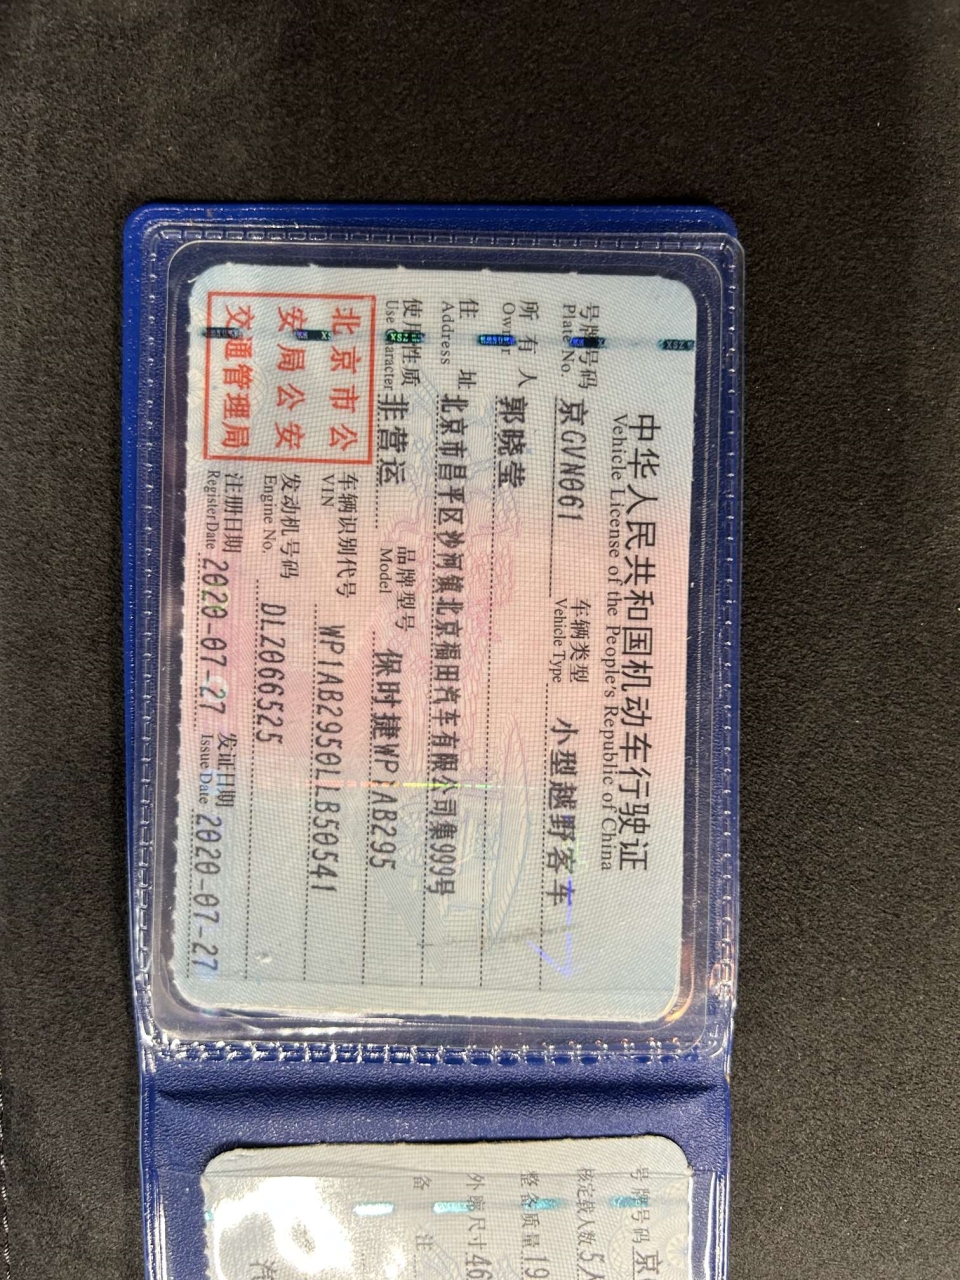 中华人民共和国机动车行驶证
Vehicle License of the People's Republic of China
号牌号码 京GVN061 车辆类型 小型越野客车
Plate No. Vehicle Type
所有人 郭晓莹
Owner
住址 北京市昌平区沙河镇北京福田汽车有限公司集999号
Address
使用性质 非营运 品牌型号 保时捷WP1AB295
Use Character Model
北京市公
安局公安
交通管理局
车辆识别代号 WP1AB2950LLB50541
VIN
发动机号码 DLZ066525
Engine No.
注册日期 2020-07-27 发证日期 2020-07-27
Register Date Issue Date
号牌号码 京
核定载人数 5人
整备质量 19
外廓尺寸 46
备注